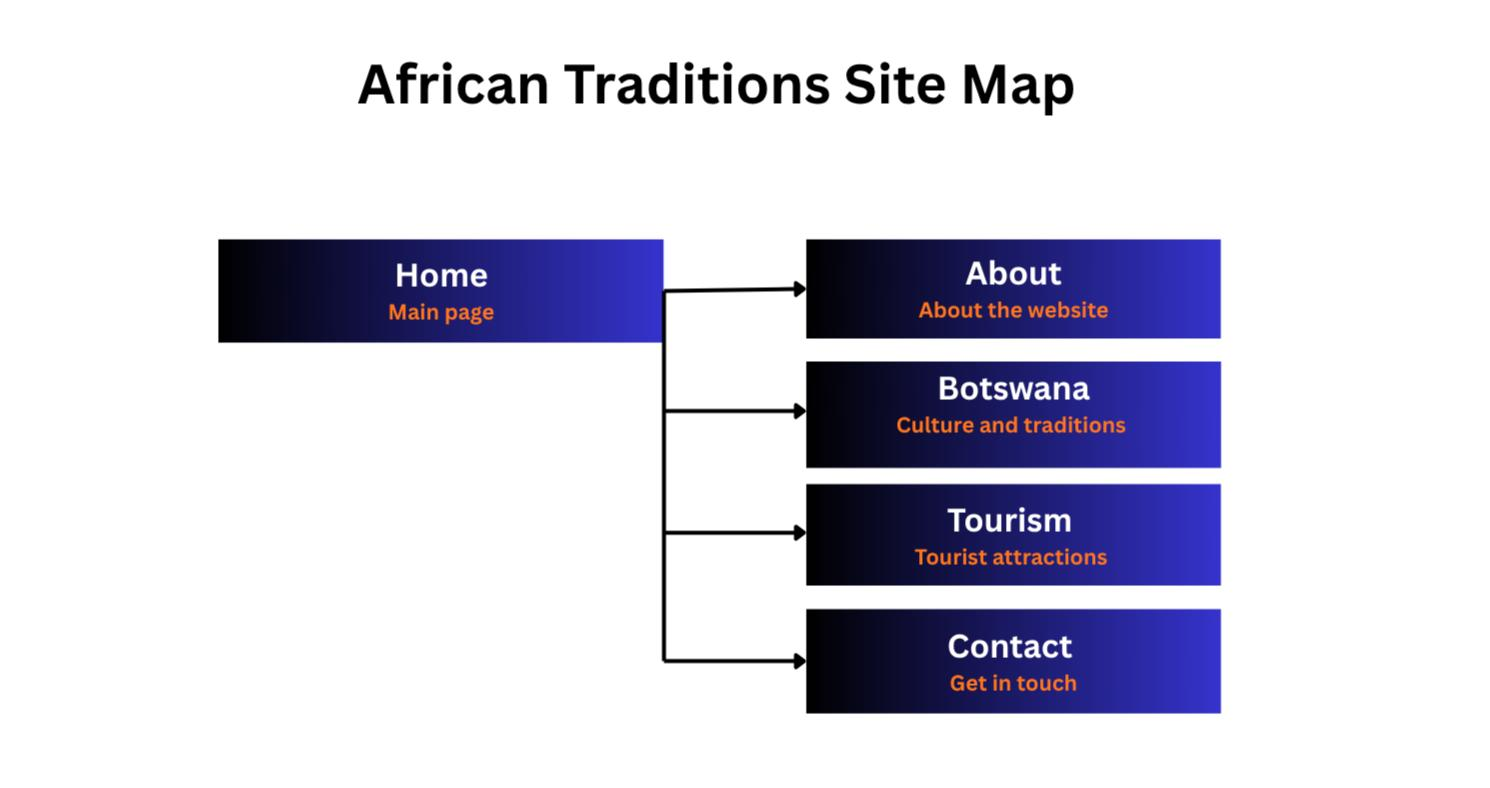 African Traditions Site Map
Home
Main page
About
About the website
Botswana
Culture and traditions
Tourism
Tourist attractions
Contact
Get in touch